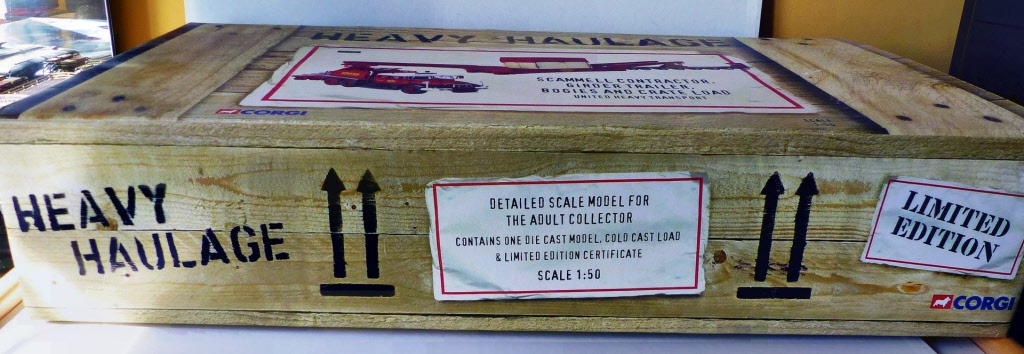 HEAVY HAULAGE
SCAMMELL CONTRACTOR,
GIRDER TRAILER,
BOGIES AND CRATE LOAD
UNITED HEAVY TRANSPORT
CORGI
HEAVY
HAULAGE
DETAILED SCALE MODEL FOR
THE ADULT COLLECTOR
CONTAINS ONE DIE CAST MODEL, COLD CAST LOAD
& LIMITED EDITION CERTIFICATE
SCALE 1:50
LIMITED
EDITION
CORGI